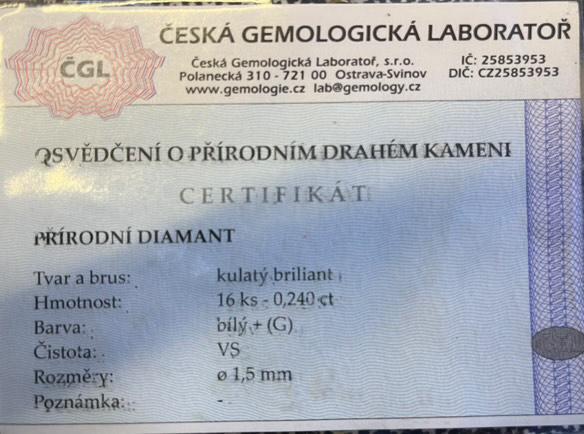 ČGL
ČESKÁ GEMOLOGICKÁ LABORATOŘ
Česká Gemologická Laboratoř, s.r.o.
Polanecká 310 - 721 00 Ostrava-Svinov
www.gemologie.cz lab@gemology.cz
IČ: 25853953
DIČ: CZ25853953
OSVĚDČENÍ O PŘÍRODNÍM DRAHÉM KAMENI
CERTIFIKÁT
PŘÍRODNÍ DIAMANT
Tvar a brus: kulatý briliant
Hmotnost: 16 ks - 0,240 ct
Barva: bílý + (G)
Čistota: VS
Rozměry: ø 1,5 mm
Poznámka: -